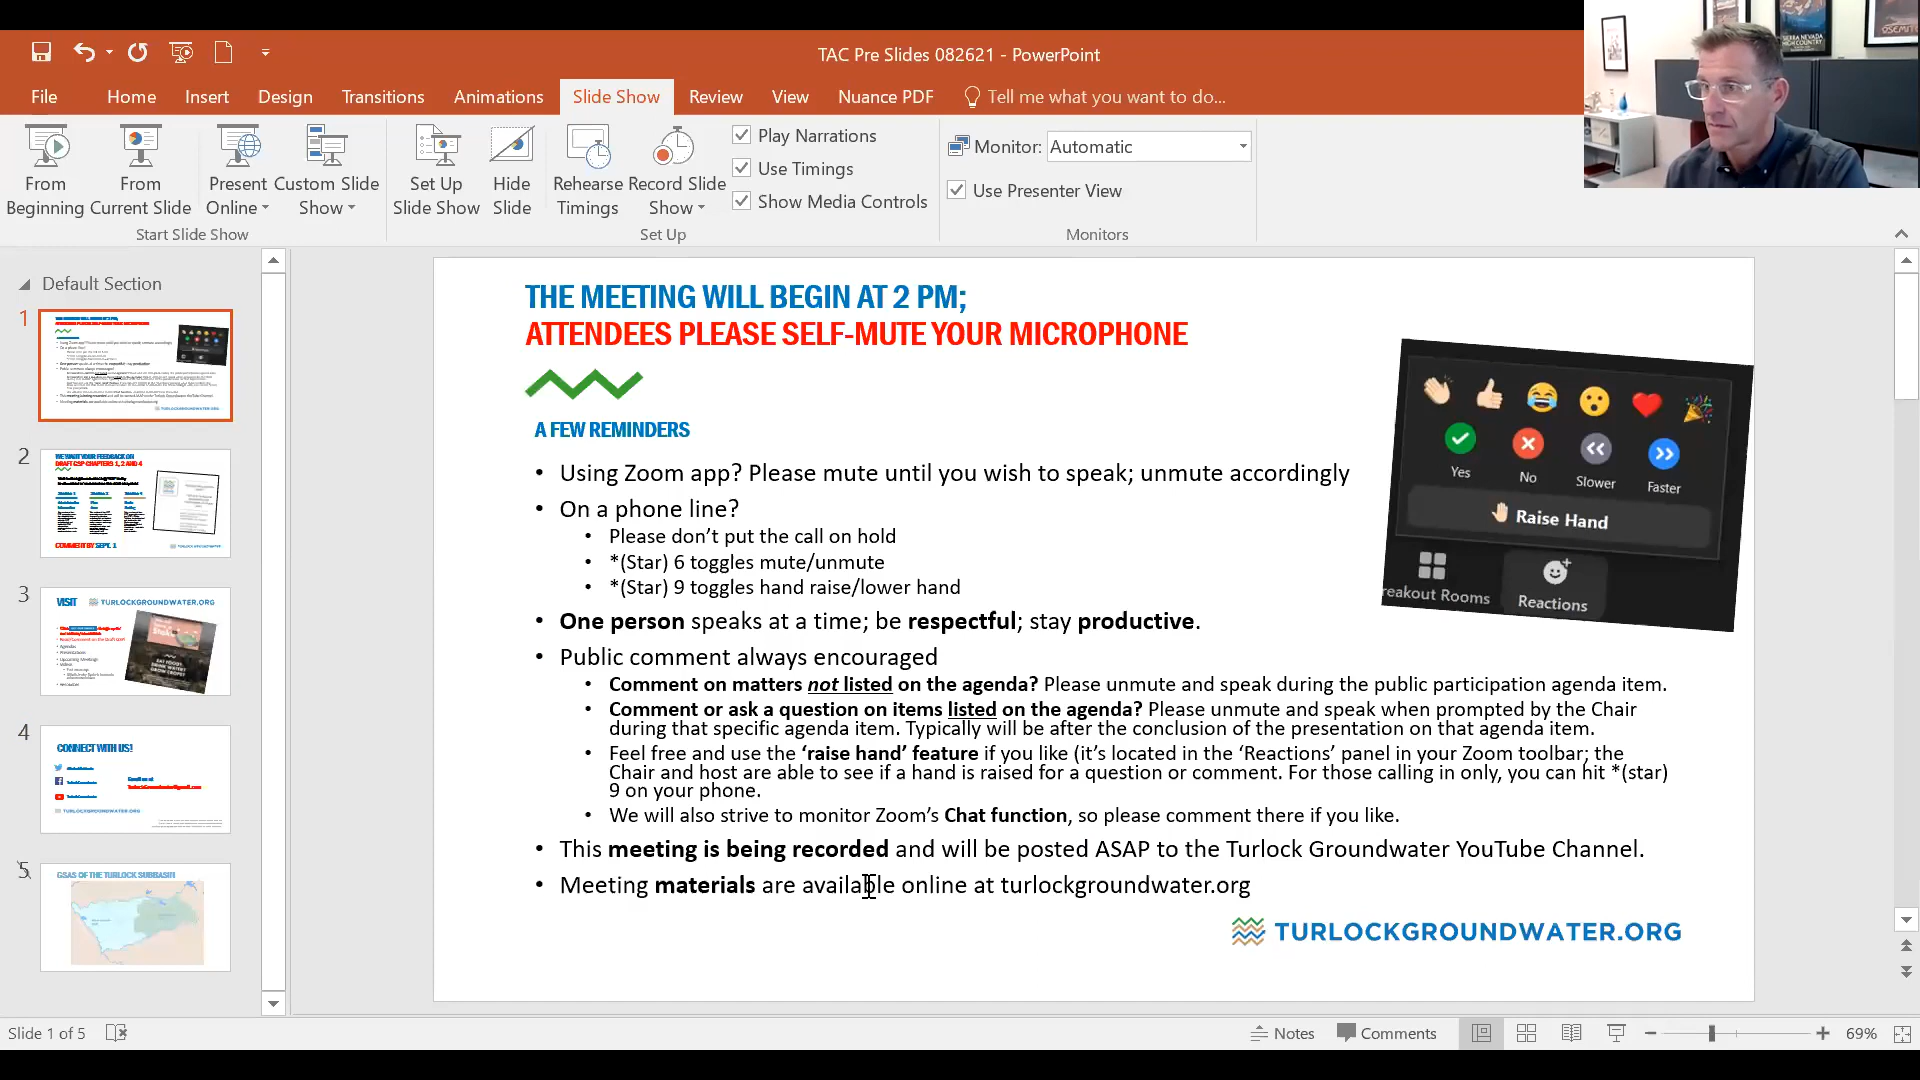 TAC Pre Slides 082621 - PowerPoint
File Home Insert Design Transitions Animations Slide Show Review View Nuance PDF Tell me what you want to do...
From Beginning
From Current Slide
Present Online
Custom Slide Show
Set Up Slide Show
Hide Slide
Rehearse Timings
Record Slide Show
Play Narrations
Use Timings
Show Media Controls
Monitor: Automatic
Use Presenter View
Start Slide Show
Set Up
Monitors
SIERRA NEVADA
HIGH COUNTRY
Default Section
1
2
WE WANT YOUR FEEDBACK ON
DRAFT GSP CHAPTERS 1, 2 AND 4
COMMENT BY SEPT. 1
3
VISIT TURLOCKGROUNDWATER.ORG
Agendas
Presentations
Upcoming Meetings
4
CONNECT WITH US!
TURLOCKGROUNDWATER.ORG
5
GSAS OF THE TURLOCK SUBBASIN
THE MEETING WILL BEGIN AT 2 PM;
ATTENDEES PLEASE SELF-MUTE YOUR MICROPHONE
A FEW REMINDERS
• Using Zoom app? Please mute until you wish to speak; unmute accordingly
• On a phone line?
• Please don’t put the call on hold
• *(Star) 6 toggles mute/unmute
• *(Star) 9 toggles hand raise/lower hand
• One person speaks at a time; be respectful; stay productive.
• Public comment always encouraged
• Comment on matters not listed on the agenda? Please unmute and speak during the public participation agenda item.
• Comment or ask a question on items listed on the agenda? Please unmute and speak when prompted by the Chair
during that specific agenda item. Typically will be after the conclusion of the presentation on that agenda item.
• Feel free and use the ‘raise hand’ feature if you like (it’s located in the ‘Reactions’ panel in your Zoom toolbar; the
Chair and host are able to see if a hand is raised for a question or comment. For those calling in only, you can hit *(star)
9 on your phone.
• We will also strive to monitor Zoom’s Chat function, so please comment there if you like.
• This meeting is being recorded and will be posted ASAP to the Turlock Groundwater YouTube Channel.
• Meeting materials are available online at turlockgroundwater.org
TURLOCKGROUNDWATER.ORG
Yes No Slower Faster
Raise Hand
reakout Rooms Reactions
Slide 1 of 5
Notes Comments 69%